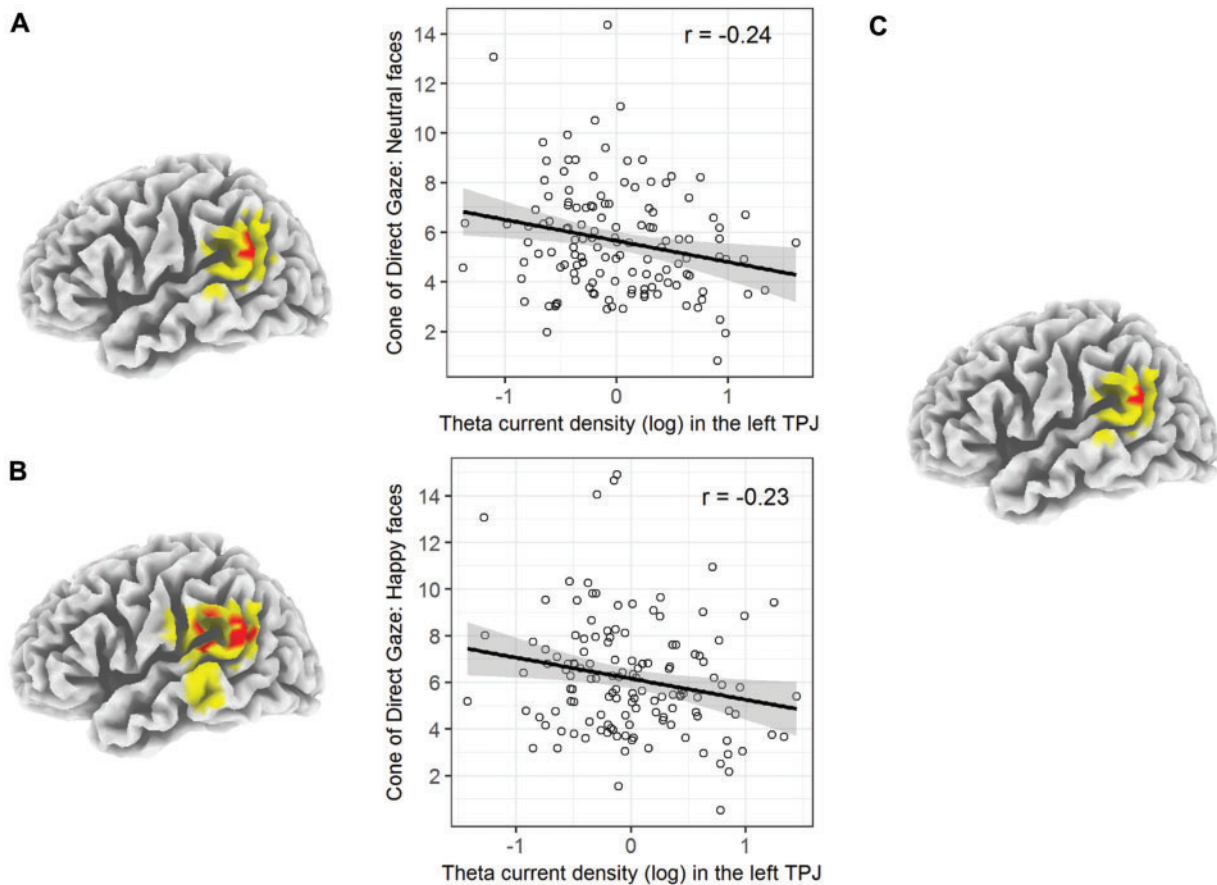 A
Cone of Direct Gaze: Neutral faces
14
12
10
8
6
4
2
r = -0.24
-1
0
1
Theta current density (log) in the left TPJ
B
Cone of Direct Gaze: Happy faces
14
12
10
8
6
4
2
r = -0.23
-1
0
1
Theta current density (log) in the left TPJ
C